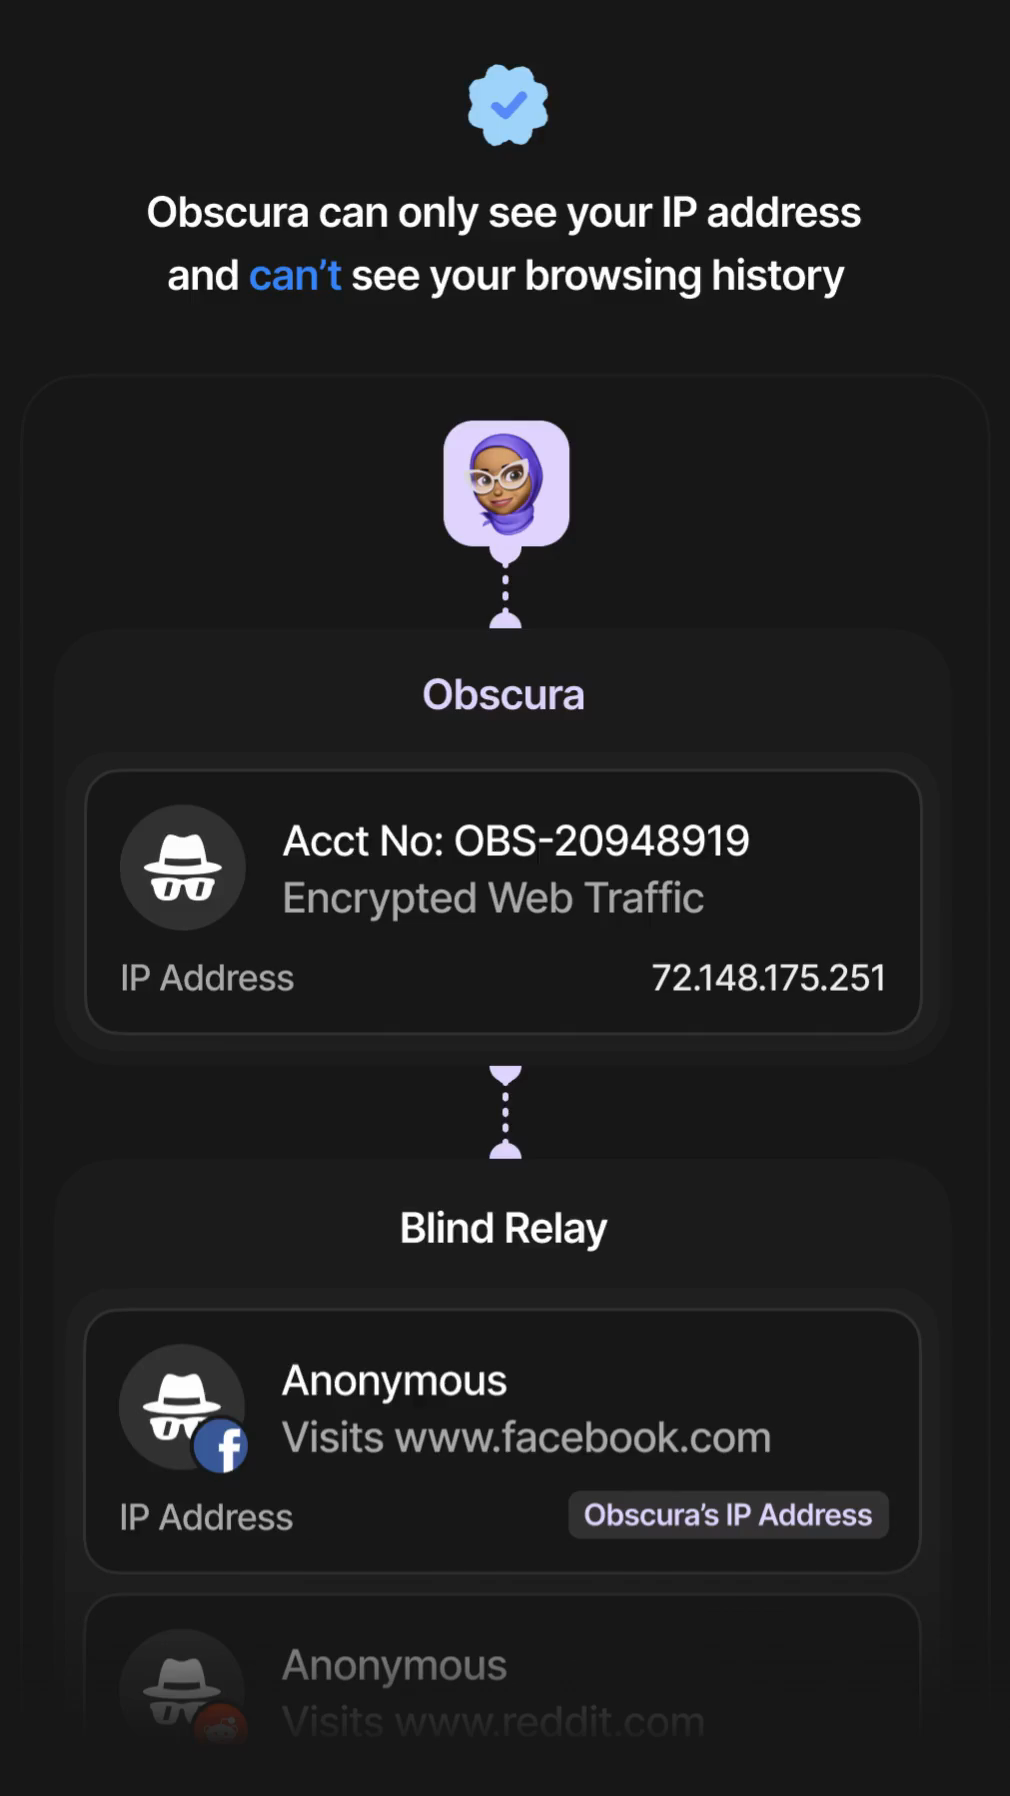 Obscura can only see your IP address
and can’t see your browsing history
Obscura
Acct No: OBS-20948919
Encrypted Web Traffic
IP Address 72.148.175.251
Blind Relay
Anonymous
Visits www.facebook.com
IP Address Obscura’s IP Address
Anonymous
Visits www.reddit.com